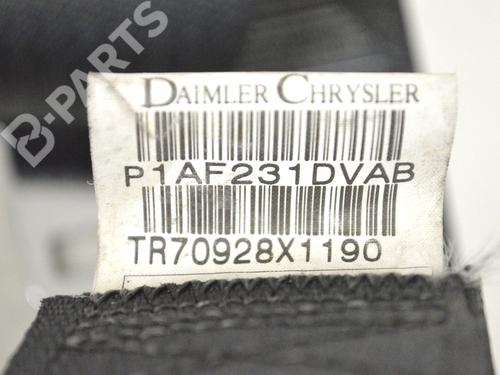 B-PARTS
DAIMLER CHRYSLER
P1AF231DVAB
TR70928X1190